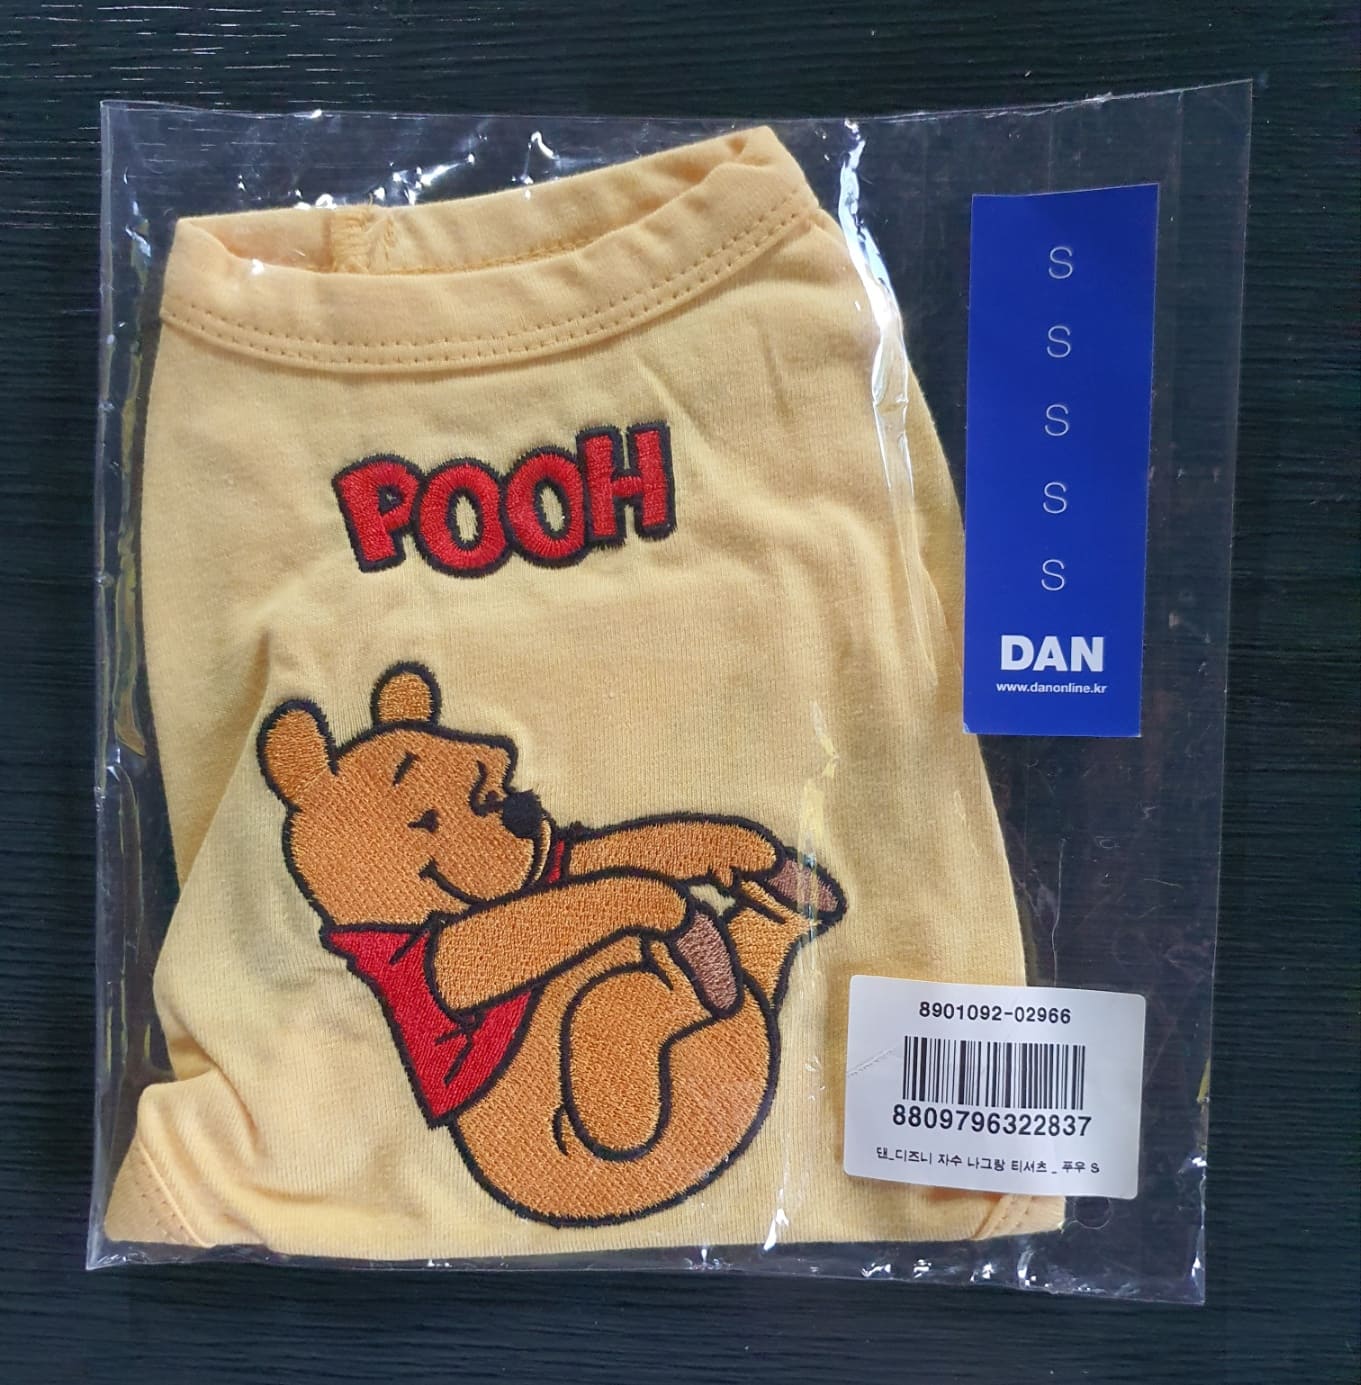 S
S
S
S
S
DAN
www.danonline.kr
POOH
8901092-02966
8809796322837
댄_디즈니 자수 나그랑 티셔츠 _ 푸우 S